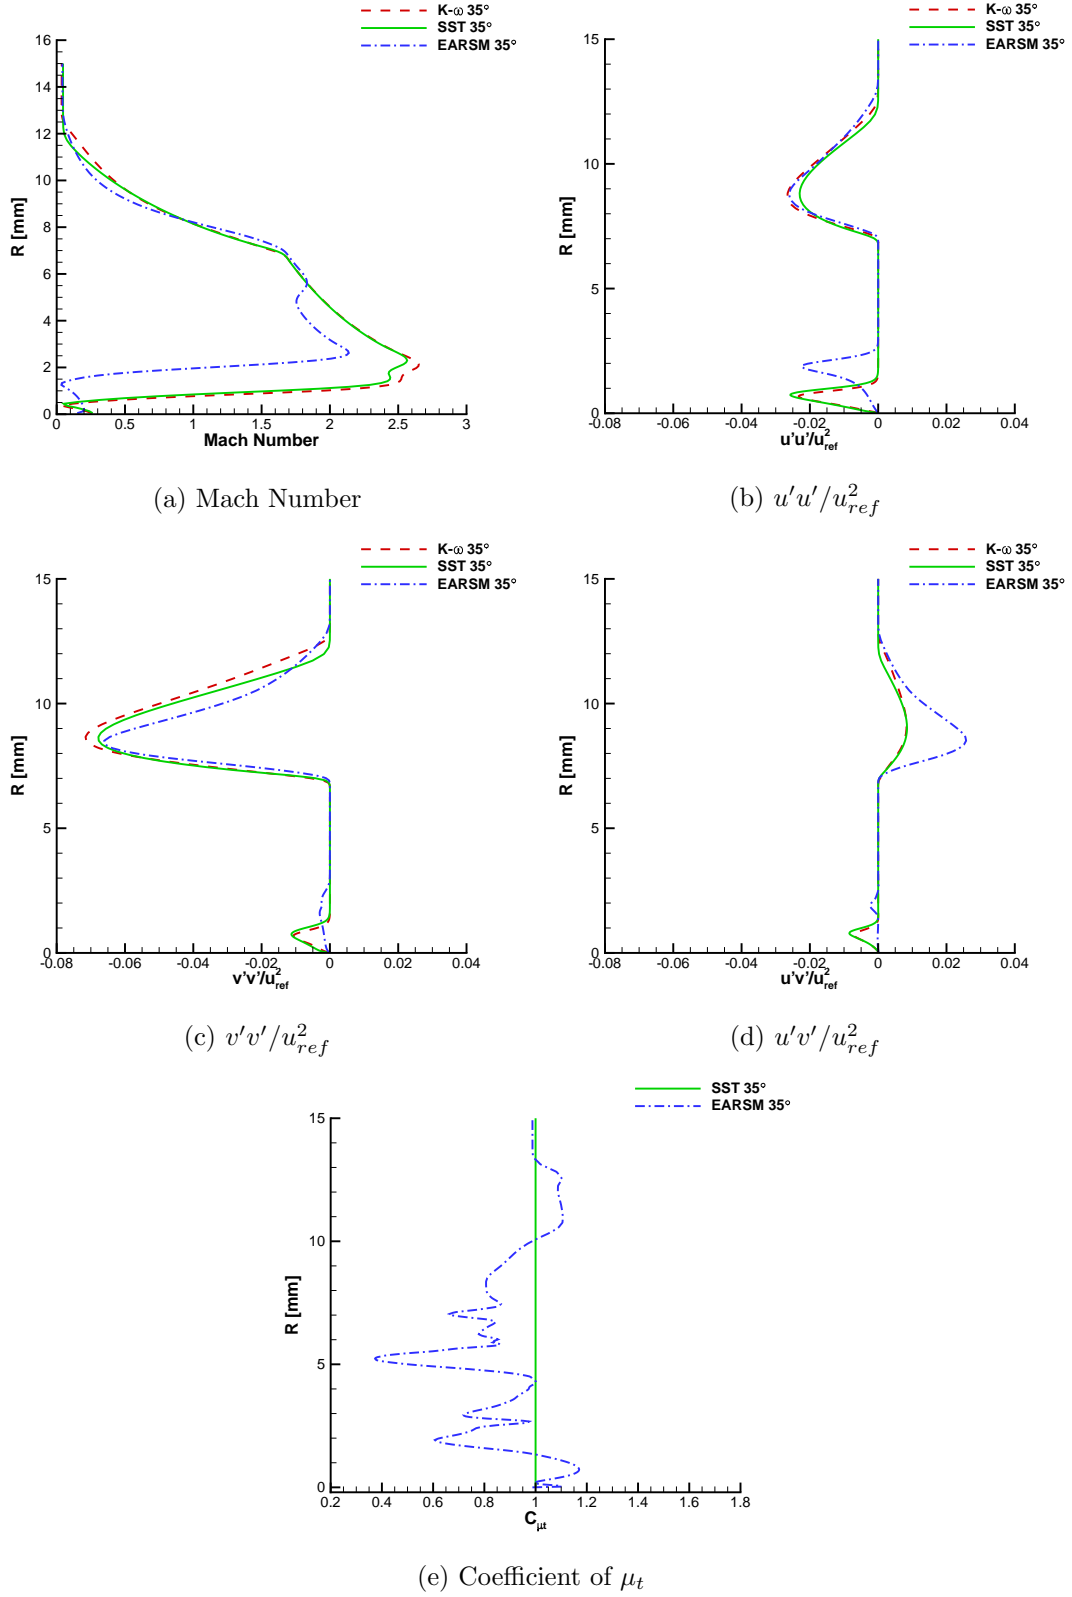 K-ω 35°
SST 35°
EARSM 35°
16
14
12
10
8
6
4
2
0
R [mm]
0 0.5 1 1.5 2 2.5 3
Mach Number
(a) Mach Number
K-ω 35°
SST 35°
EARSM 35°
15
10
5
0
R [mm]
-0.08 -0.06 -0.04 -0.02 0 0.02 0.04
u'u'/u²ref
(b) u′u′/u²ref
K-ω 35°
SST 35°
EARSM 35°
15
10
5
0
R [mm]
-0.08 -0.06 -0.04 -0.02 0 0.02 0.04
v'v'/u²ref
(c) v′v′/u²ref
K-ω 35°
SST 35°
EARSM 35°
15
10
5
0
R [mm]
-0.08 -0.06 -0.04 -0.02 0 0.02 0.04
u'v'/u²ref
(d) u′v′/u²ref
SST 35°
EARSM 35°
15
10
5
0
R [mm]
0.2 0.4 0.6 0.8 1 1.2 1.4 1.6 1.8
Cμt
(e) Coefficient of μt